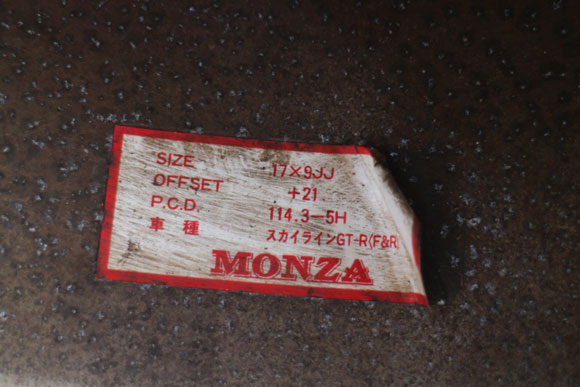 SIZE 17×9JJ
OFFSET +21
P.C.D. 114.3—5H
車種 スカイラインGT-R(F&R
MONZA